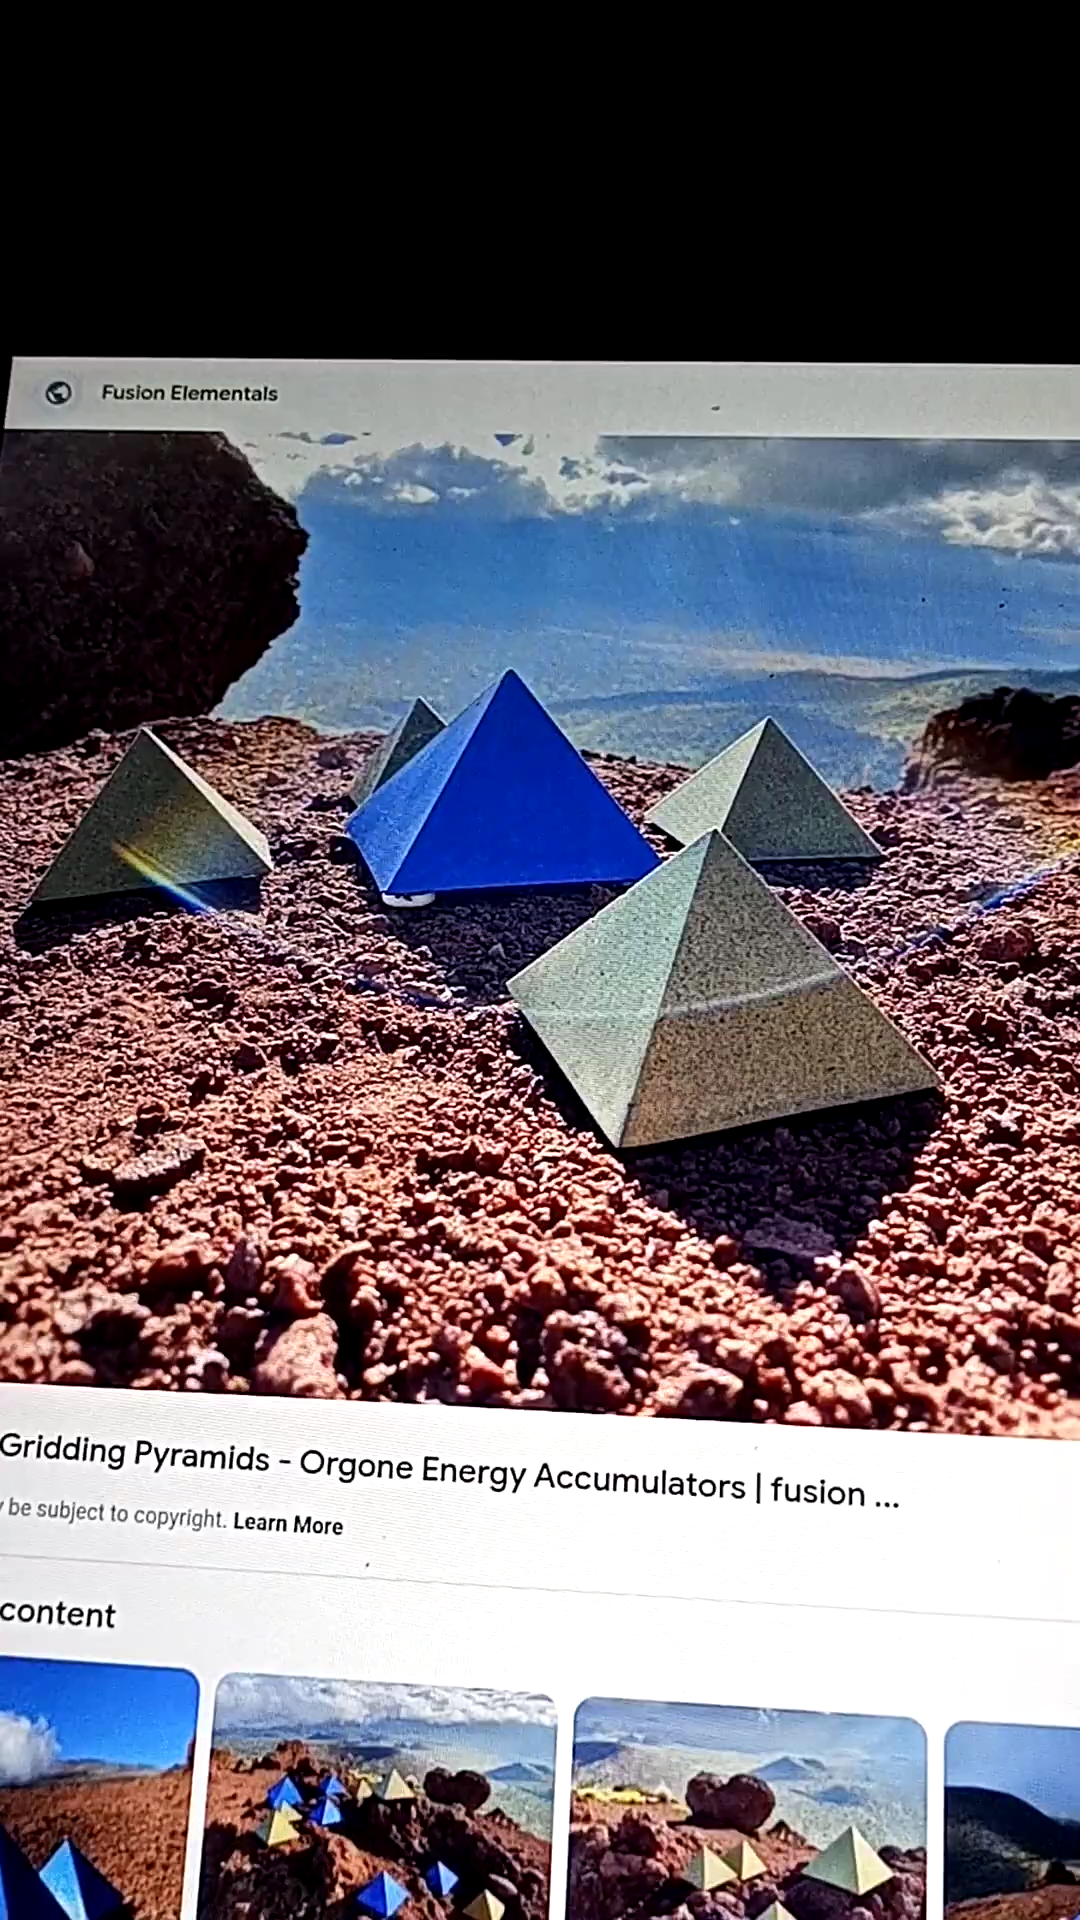 Fusion Elementals
Gridding Pyramids - Orgone Energy Accumulators | fusion ...
be subject to copyright. Learn More
content